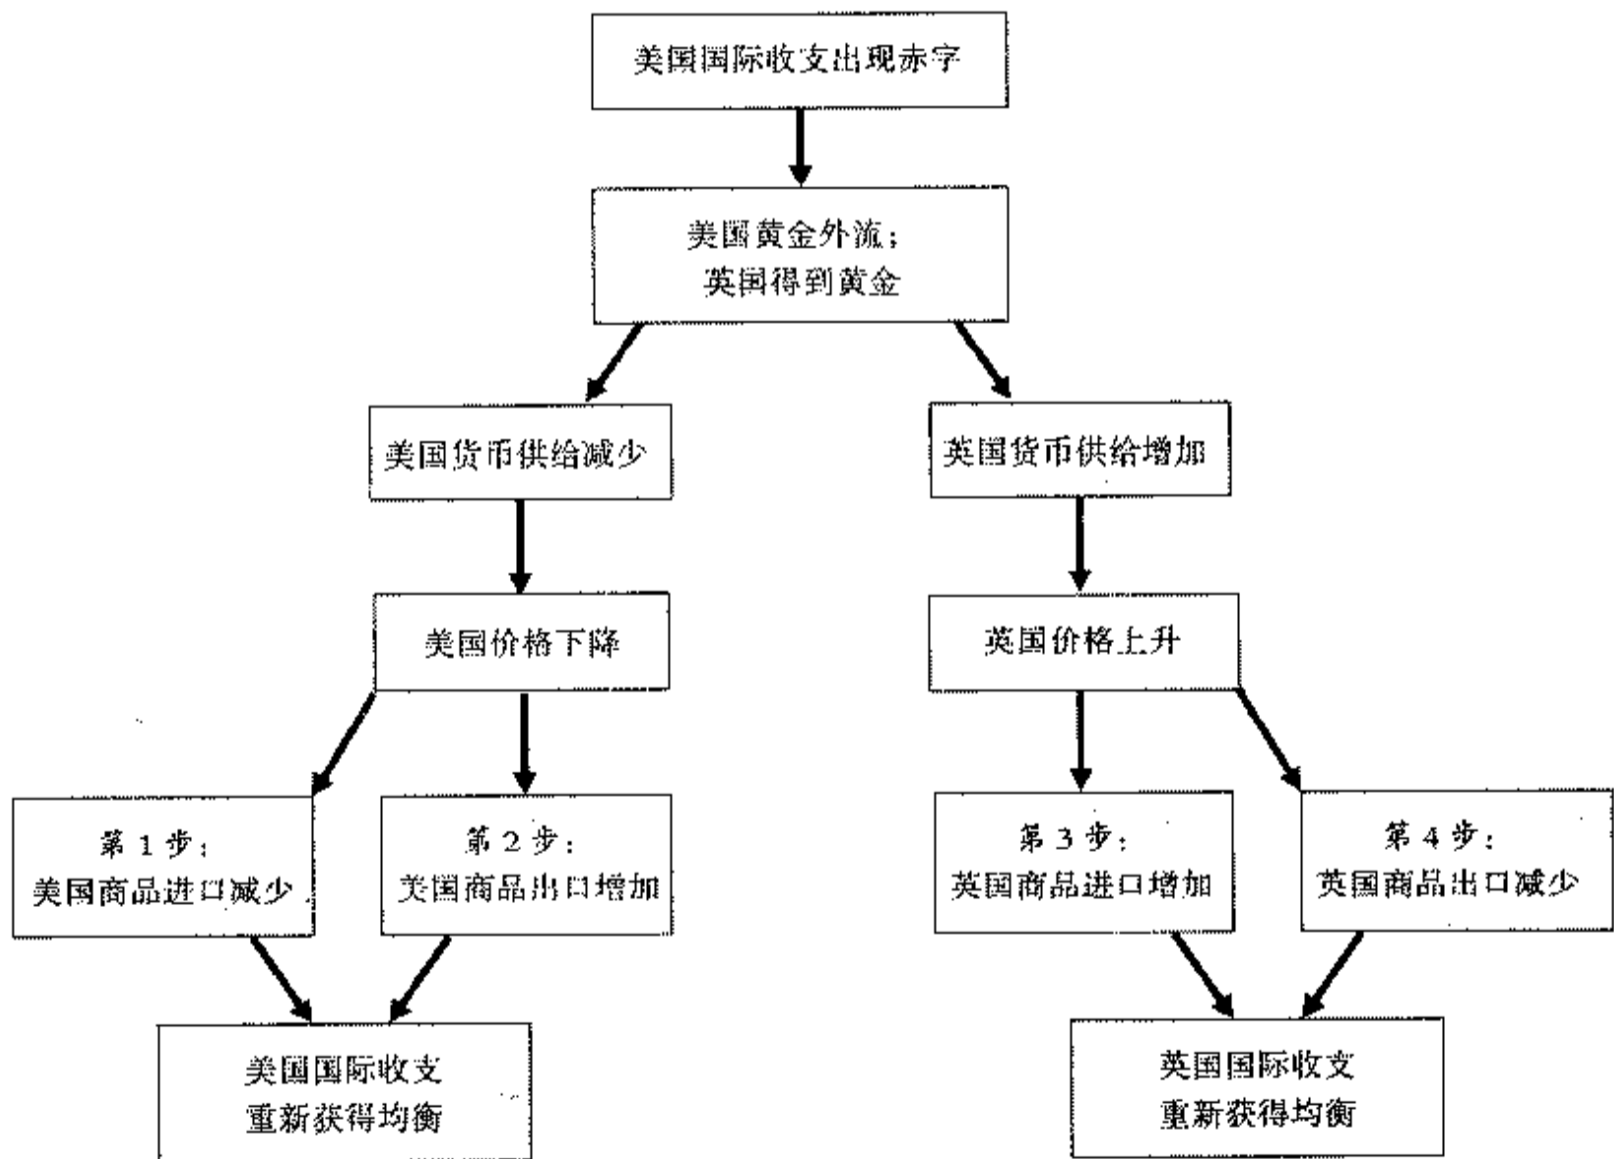 美国国际收支出现赤字
美国黄金外流；
英国得到黄金
美国货币供给减少
英国货币供给增加
美国价格下降
英国价格上升
第1步：
美国商品进口减少
第2步：
美国商品出口增加
第3步：
英国商品进口增加
第4步：
英国商品出口减少
美国国际收支
重新获得均衡
英国国际收支
重新获得均衡